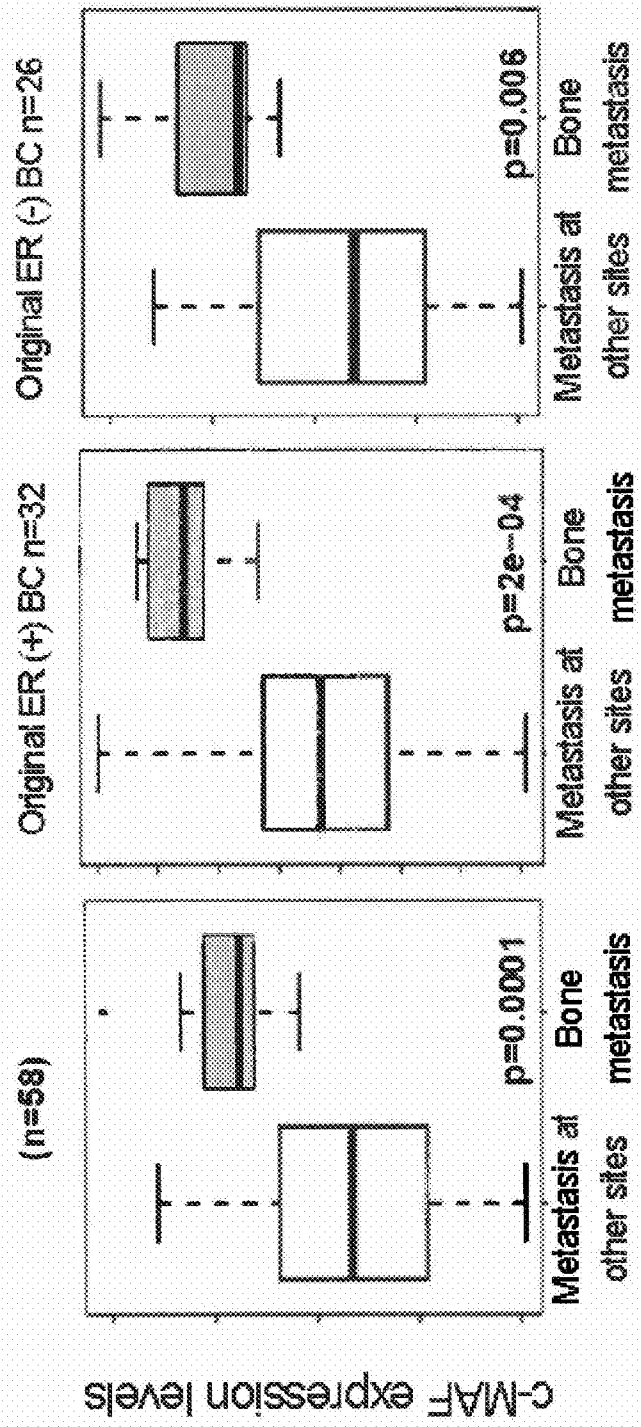 c-MAF expression levels
(n=58)
p=0.0001
Metastasis at
other sites
Bone
metastasis
Original ER (+) BC n=32
p=2e-04
Metastasis at
other sites
Bone
metastasis
Original ER (-) BC n=26
p=0.006
Metastasis at
other sites
Bone
metastasis